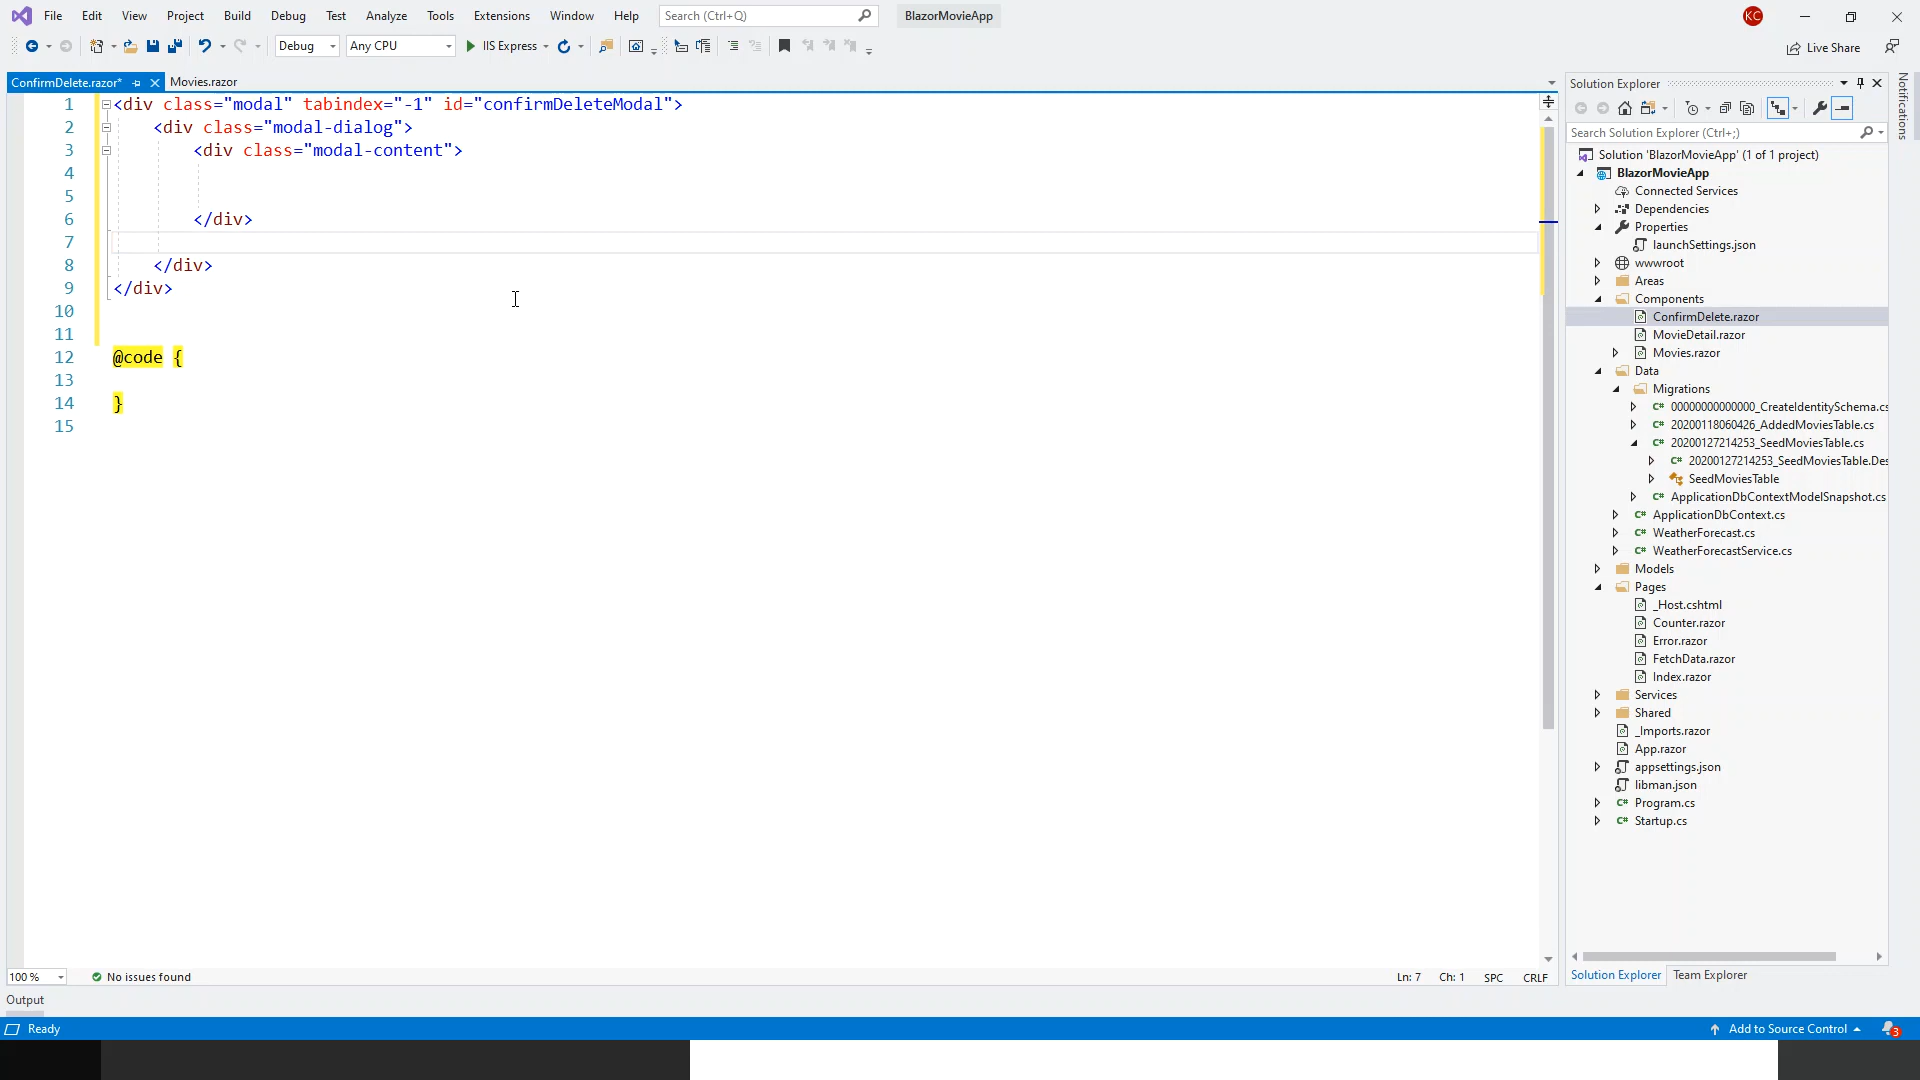 File Edit View Project Build Debug Test Analyze Tools Extensions Window Help Search (Ctrl+Q) BlazorMovieApp KC
Debug Any CPU IIS Express Live Share
ConfirmDelete.razor* Movies.razor
1 <div class="modal" tabindex="-1" id="confirmDeleteModal">
2 <div class="modal-dialog">
3 <div class="modal-content">
4
5
6 </div>
7
8 </div>
9 </div>
10
11
12 @code {
13
14 }
15
100 % No issues found Ln: 7 Ch: 1 SPC CRLF
Output
Ready Add to Source Control 3
Solution Explorer
Search Solution Explorer (Ctrl+;)
Solution 'BlazorMovieApp' (1 of 1 project)
BlazorMovieApp
Connected Services
Dependencies
Properties
launchSettings.json
wwwroot
Areas
Components
ConfirmDelete.razor
MovieDetail.razor
Movies.razor
Data
Migrations
C# 00000000000000_CreateIdentitySchema.cs
C# 20200118060426_AddedMoviesTable.cs
C# 20200127214253_SeedMoviesTable.cs
C# 20200127214253_SeedMoviesTable.Des
SeedMoviesTable
C# ApplicationDbContextModelSnapshot.cs
C# ApplicationDbContext.cs
C# WeatherForecast.cs
C# WeatherForecastService.cs
Models
Pages
_Host.cshtml
Counter.razor
Error.razor
FetchData.razor
Index.razor
Services
Shared
_Imports.razor
App.razor
appsettings.json
libman.json
C# Program.cs
C# Startup.cs
Solution Explorer Team Explorer
Notifications